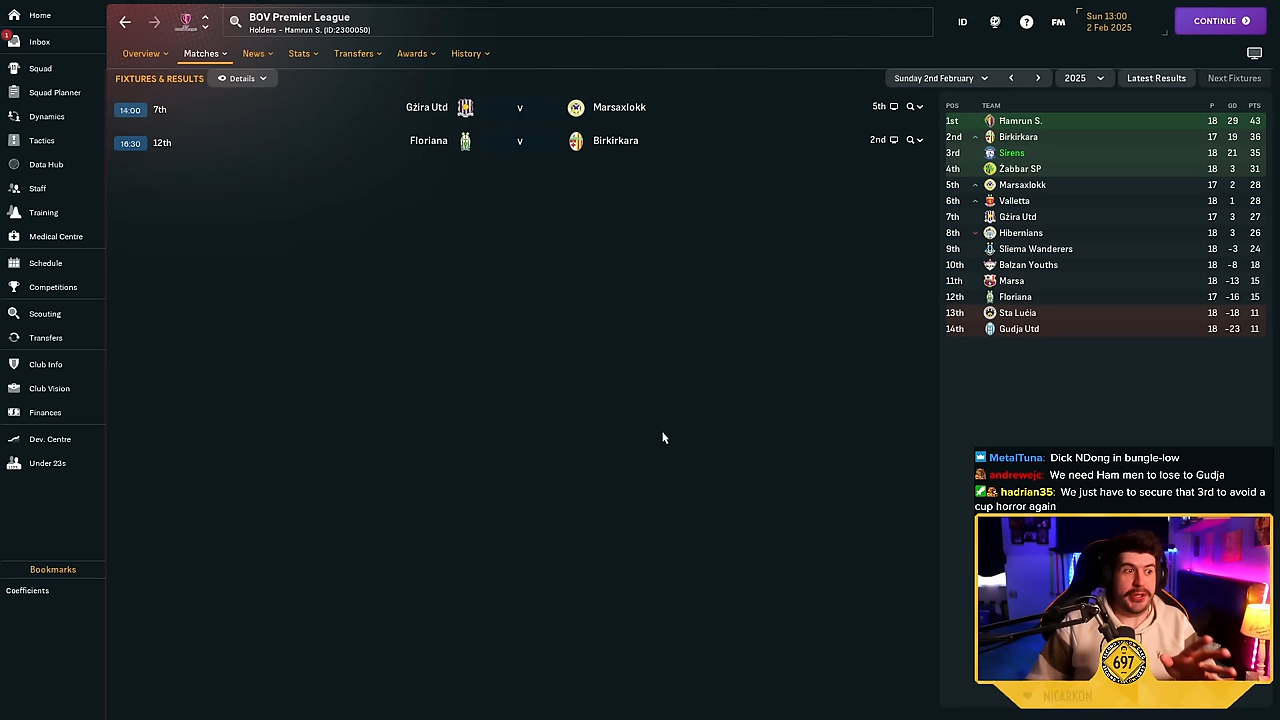 Home
1
Inbox
Squad
Squad Planner
Dynamics
Tactics
Data Hub
Staff
Training
Medical Centre
Schedule
Competitions
Scouting
Transfers
Club Info
Club Vision
Finances
Dev. Centre
Under 23s
Bookmarks
Coefficients
BOV Premier League
Holders - Hamrun S. (ID:2300050)
ID
FM
Sun 13:00
2 Feb 2025
CONTINUE
Overview
Matches
News
Stats
Transfers
Awards
History
FIXTURES & RESULTS
Details
Sunday 2nd February
2025
Latest Results
Next Fixtures
14:00 7th Gżira Utd v Marsaxlokk 5th
16:30 12th Floriana v Birkirkara 2nd
POS TEAM P GD PTS
1st Ħamrun S. 18 29 43
2nd Birkirkara 17 19 36
3rd Sirens 18 21 35
4th Żabbar SP 18 3 31
5th Marsaxlokk 17 2 28
6th Valletta 18 1 28
7th Gżira Utd 17 3 27
8th Hibernians 18 3 26
9th Sliema Wanderers 18 -3 24
10th Balzan Youths 18 -8 18
11th Marsa 18 -13 15
12th Floriana 17 -16 15
13th Sta Luċia 18 -18 11
14th Gudja Utd 18 -23 11
MetalTuna: Dick NDong in bungle-low
andrewejc: We need Ham men to lose to Gudja
hadrian35: We just have to secure that 3rd to avoid a
cup horror again
697
NICARKON